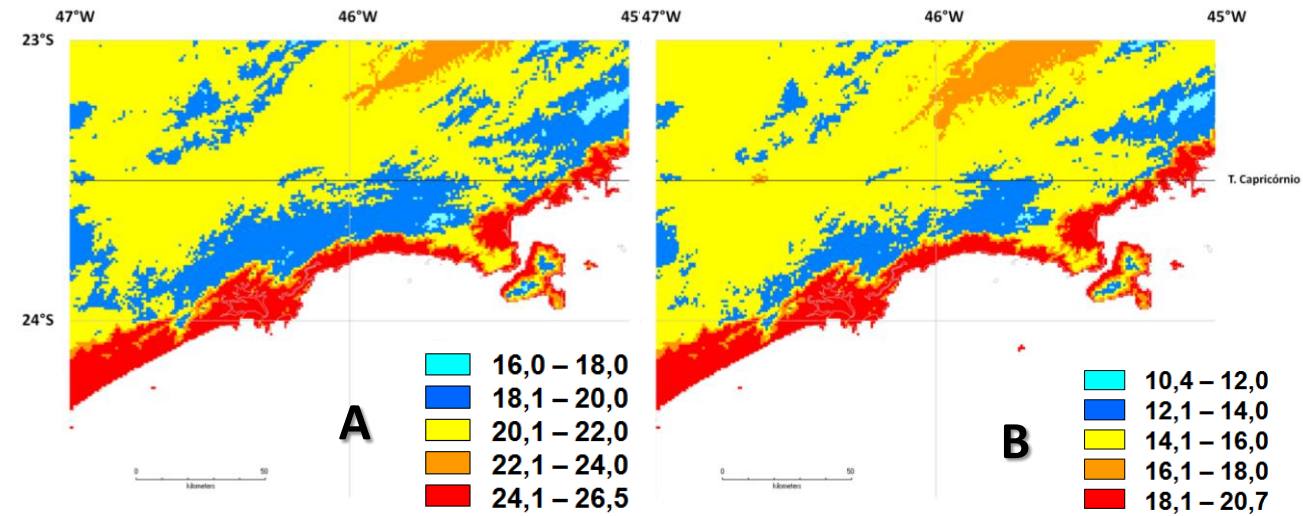 47°W 46°W 45° 47°W 46°W 45°W
23°S
T. Capricórnio
24°S
16,0 – 18,0
18,1 – 20,0
20,1 – 22,0
22,1 – 24,0
24,1 – 26,5
A
0 50
kilometers
10,4 – 12,0
12,1 – 14,0
14,1 – 16,0
16,1 – 18,0
18,1 – 20,7
B
0 50
kilometers